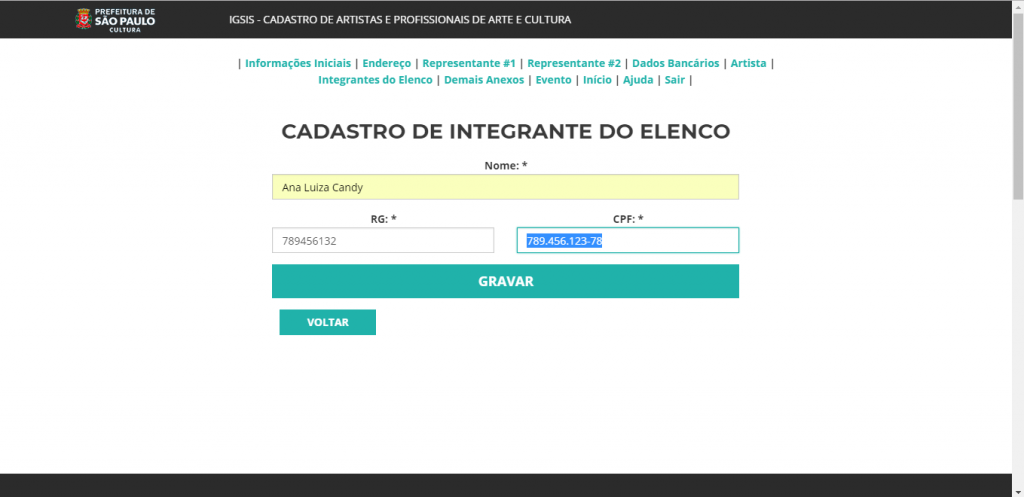 PREFEITURA DE
SÃO PAULO
CULTURA
IGSIS - CADASTRO DE ARTISTAS E PROFISSIONAIS DE ARTE E CULTURA
| Informações Iniciais | Endereço | Representante #1 | Representante #2 | Dados Bancários | Artista |
Integrantes do Elenco | Demais Anexos | Evento | Início | Ajuda | Sair |
CADASTRO DE INTEGRANTE DO ELENCO
Nome: *
Ana Luiza Candy
RG: *
CPF: *
789456132
789.456.123-78
GRAVAR
VOLTAR